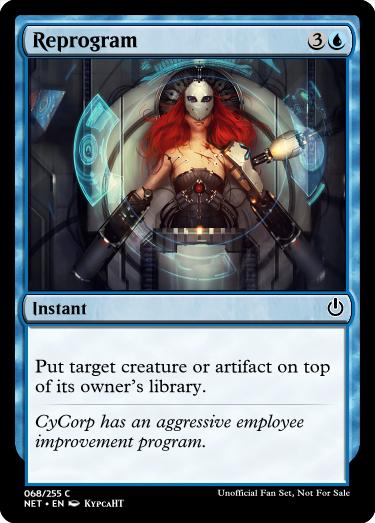 Reprogram 3
Instant
Put target creature or artifact on top
of its owner's library.
CyCorp has an aggressive employee
improvement program.
068/255 C
NET • EN KYPCAHT
Unofficial Fan Set, Not For Sale